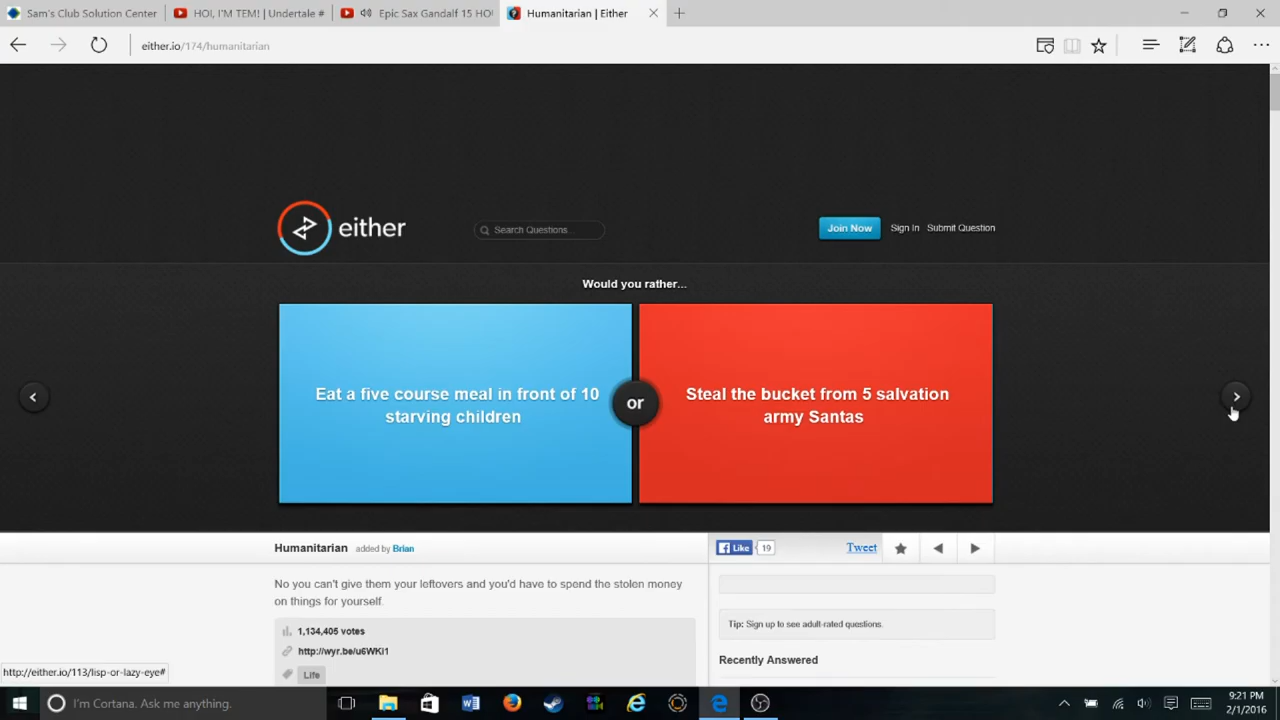 Sam's Club Solution Center
HOI, I'M TEM! Undertale #
Epic Sax Gandalf 15 HOI
Humanitarian | Either
either.io/174/humanitarian
either
Search Questions...
Join Now
Sign In
Submit Question
Would you rather...
Eat a five course meal in front of 10
starving children
or
Steal the bucket from 5 salvation
army Santas
Humanitarian added by Brian
Like 19
Tweet
No you can't give them your leftovers and you'd have to spend the stolen money
on things for yourself.
1,134,405 votes
http://wyr.be/u6WKi1
Life
Tip: Sign up to see adult-rated questions.
Recently Answered
http://either.io/113/lisp-or-lazy-eye#
I'm Cortana. Ask me anything.
9:21 PM
2/1/2016